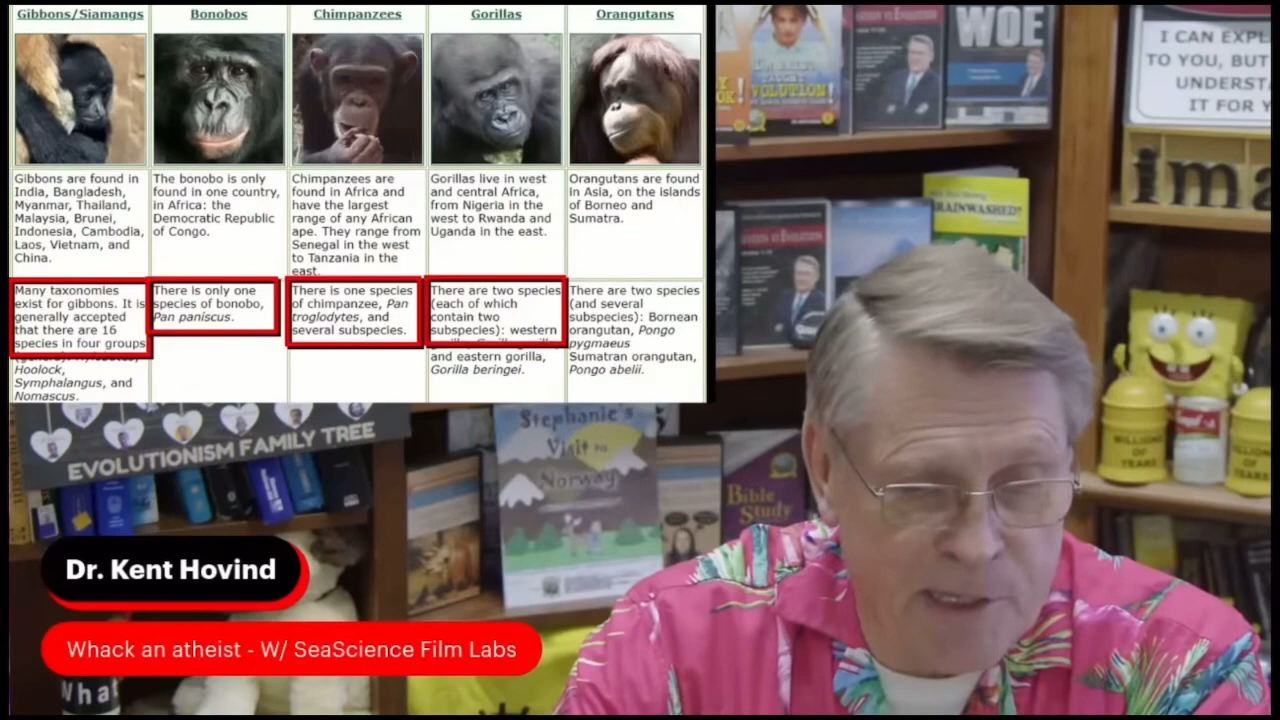 Gibbons/Siamangs
Bonobos
Chimpanzees
Gorillas
Orangutans
Gibbons are found in
India, Bangladesh,
Myanmar, Thailand,
Malaysia, Brunei,
Indonesia, Cambodia,
Laos, Vietnam, and
China.
The bonobo is only
found in one country,
in Africa: the
Democratic Republic
of Congo.
Chimpanzees are
found in Africa and
have the largest
range of any African
ape. They range from
Senegal in the west
to Tanzania in the
east.
Gorillas live in west
and central Africa,
from Nigeria in the
west to Rwanda and
Uganda in the east.
Orangutans are found
in Asia, on the islands
of Borneo and
Sumatra.
Many taxonomies
exist for gibbons. It is
generally accepted
that there are 16
species in four groups
Hoolock,
Symphalangus, and
Nomascus.
There is only one
species of bonobo,
Pan paniscus.
There is one species
of chimpanzee, Pan
troglodytes, and
several subspecies.
There are two species
(each of which
contain two
subspecies): western
and eastern gorilla,
Gorilla beringei.
There are two species
(and several
subspecies): Bornean
orangutan, Pongo
pygmaeus
Sumatran orangutan,
Pongo abelii.
WOE
I CAN EXPL
TO YOU, BUT
UNDERST
IT FOR Y
ima
RAINWASHED?
EVOLUTIONISM FAMILY TREE
Stephanie's
Visit to
Norway
Bible
Study
MILLIONS
OF
YEARS
Dr. Kent Hovind
Whack an atheist - W/ SeaScience Film Labs
What